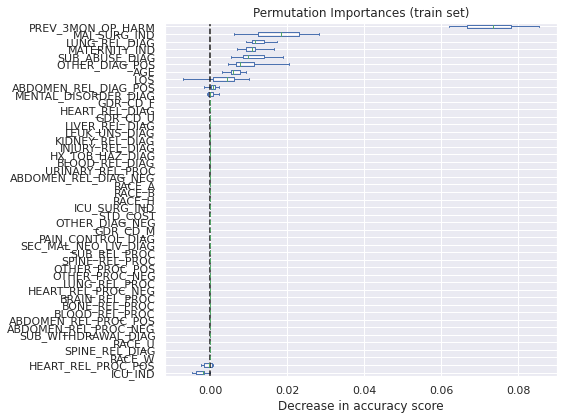 Permutation Importances (train set)
PREV_3MON_OP_HARM
MAJ_SURG_IND
LUNG_REL_DIAG
MATERNITY_IND
SUB_ABUSE_DIAG
OTHER_DIAG_POS
AGE
LOS
ABDOMEN_REL_DIAG_POS
MENTAL_DISORDER_DIAG
GDR_CD_F
HEART_REL_DIAG
GDR_CD_U
LIVER_REL_DIAG
LEUK_UNS_DIAG
KIDNEY_REL_DIAG
INJURY_REL_DIAG
HX_TOB_HAZ_DIAG
BLOOD_REL_DIAG
URINARY_REL_PROC
ABDOMEN_REL_DIAG_NEG
RACE_A
RACE_B
RACE_H
ICU_SURG_IND
STD_COST
OTHER_DIAG_NEG
GDR_CD_M
PAIN_CONTROL_DIAG
SEC_MAL_NEO_LIV_DIAG
SUB_REL_PROC
SPINE_REL_PROC
OTHER_PROC_POS
OTHER_PROC_NEG
LUNG_REL_PROC
HEART_REL_PROC_NEG
BRAIN_REL_PROC
BONE_REL_PROC
BLOOD_REL_PROC
ABDOMEN_REL_PROC_POS
ABDOMEN_REL_PROC_NEG
SUB_WITHDRAWAL_DIAG
RACE_U
SPINE_REL_DIAG
RACE_W
HEART_REL_PROC_POS
ICU_IND
0.00 0.02 0.04 0.06 0.08
Decrease in accuracy score